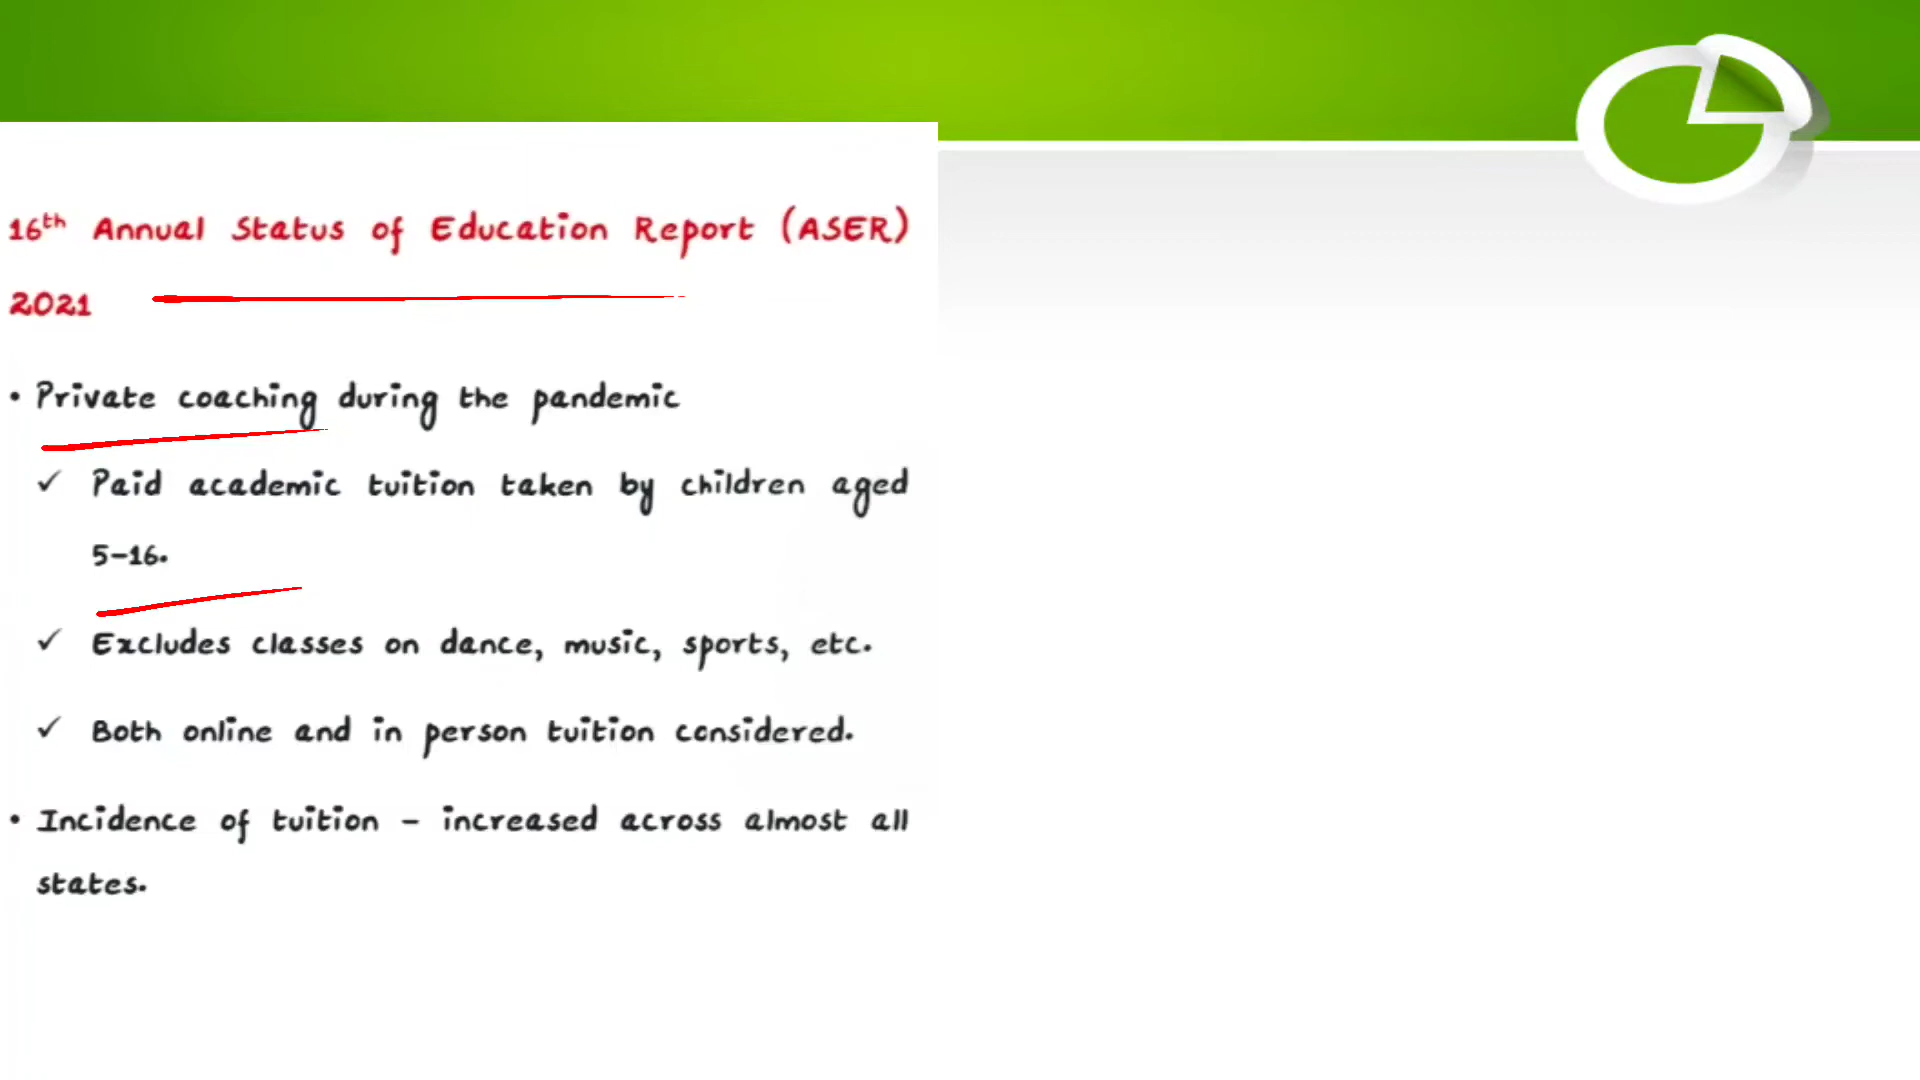 16th Annual Status of Education Report (ASER)
2021
• Private coaching during the pandemic
✓ Paid academic tuition taken by children aged
5-16.
✓ Excludes classes on dance, music, sports, etc.
✓ Both online and in person tuition considered.
• Incidence of tuition – increased across almost all
states.